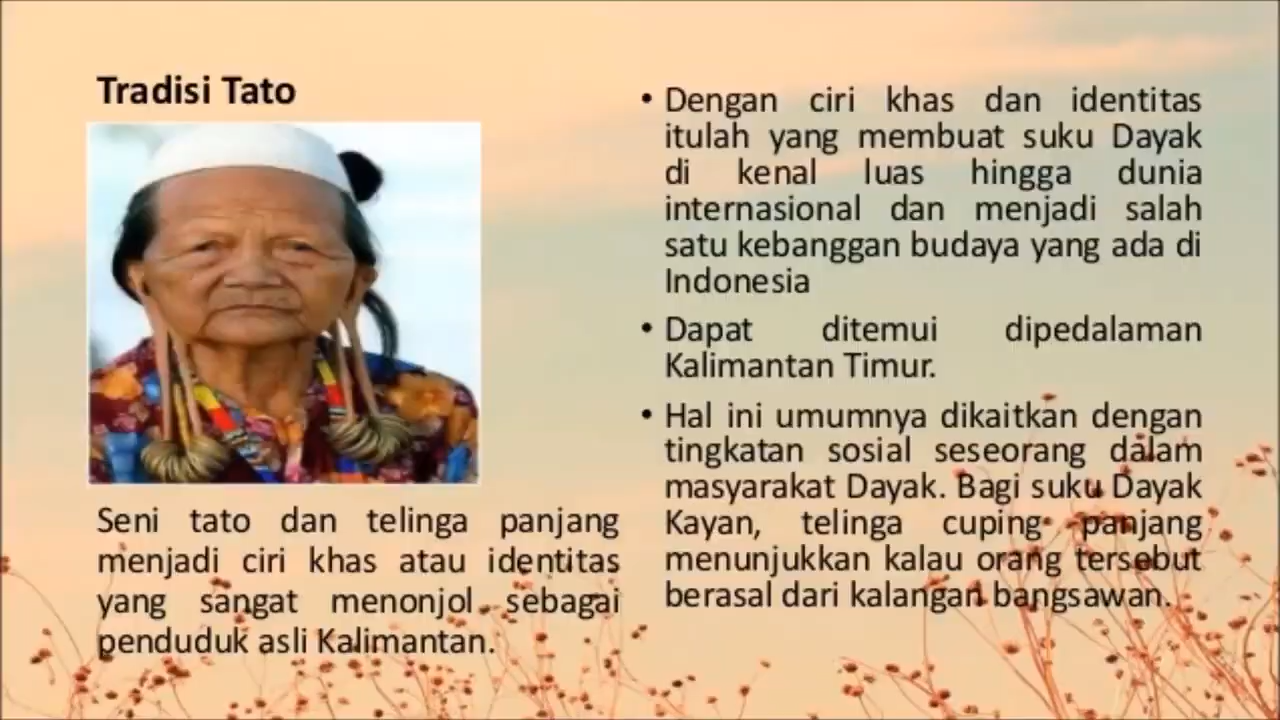 Tradisi Tato
Seni tato dan telinga panjang
menjadi ciri khas atau identitas
yang sangat menonjol sebagai
penduduk asli Kalimantan.
• Dengan ciri khas dan identitas
itulah yang membuat suku Dayak
di kenal luas hingga dunia
internasional dan menjadi salah
satu kebanggan budaya yang ada di
Indonesia
• Dapat ditemui dipedalaman
Kalimantan Timur.
• Hal ini umumnya dikaitkan dengan
tingkatan sosial seseorang dalam
masyarakat Dayak. Bagi suku Dayak
Kayan, telinga cuping panjang
menunjukkan kalau orang tersebut
berasal dari kalangan bangsawan.